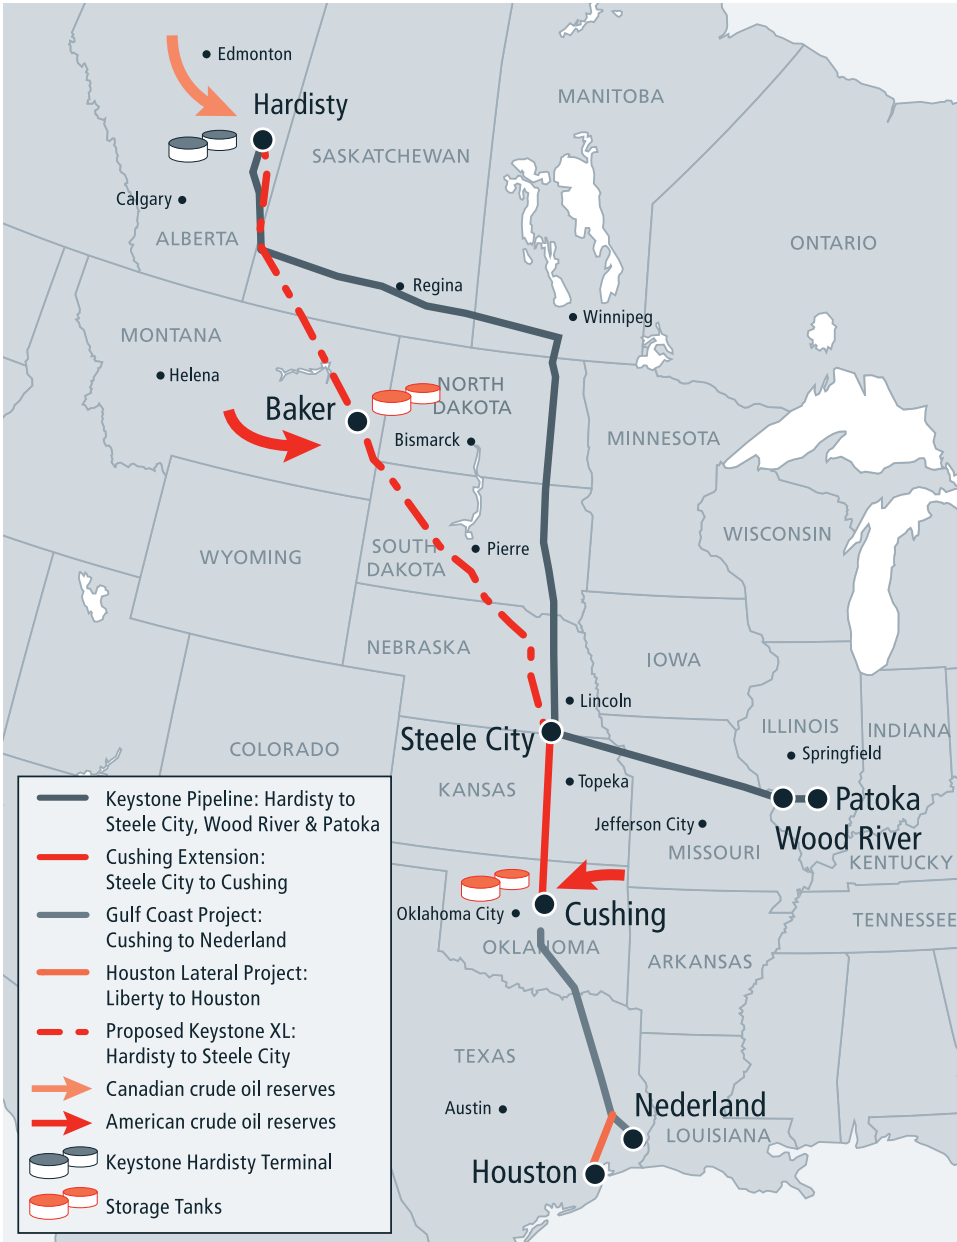 Edmonton
MANITOBA
Hardisty
SASKATCHEWAN
Calgary
ALBERTA
ONTARIO
Regina
Winnipeg
MONTANA
Helena
NORTH
DAKOTA
Baker
Bismarck
MINNESOTA
WISCONSIN
WYOMING
SOUTH
DAKOTA
Pierre
NEBRASKA
IOWA
Lincoln
ILLINOIS
INDIANA
Steele City
Springfield
COLORADO
KANSAS
Topeka
Patoka
Wood River
Jefferson City
MISSOURI
KENTUCKY
Oklahoma City
Cushing
TENNESSEE
OKLAHOMA
ARKANSAS
TEXAS
Austin
Nederland
LOUISIANA
Houston
Keystone Pipeline: Hardisty to
Steele City, Wood River & Patoka
Cushing Extension:
Steele City to Cushing
Gulf Coast Project:
Cushing to Nederland
Houston Lateral Project:
Liberty to Houston
Proposed Keystone XL:
Hardisty to Steele City
Canadian crude oil reserves
American crude oil reserves
Keystone Hardisty Terminal
Storage Tanks